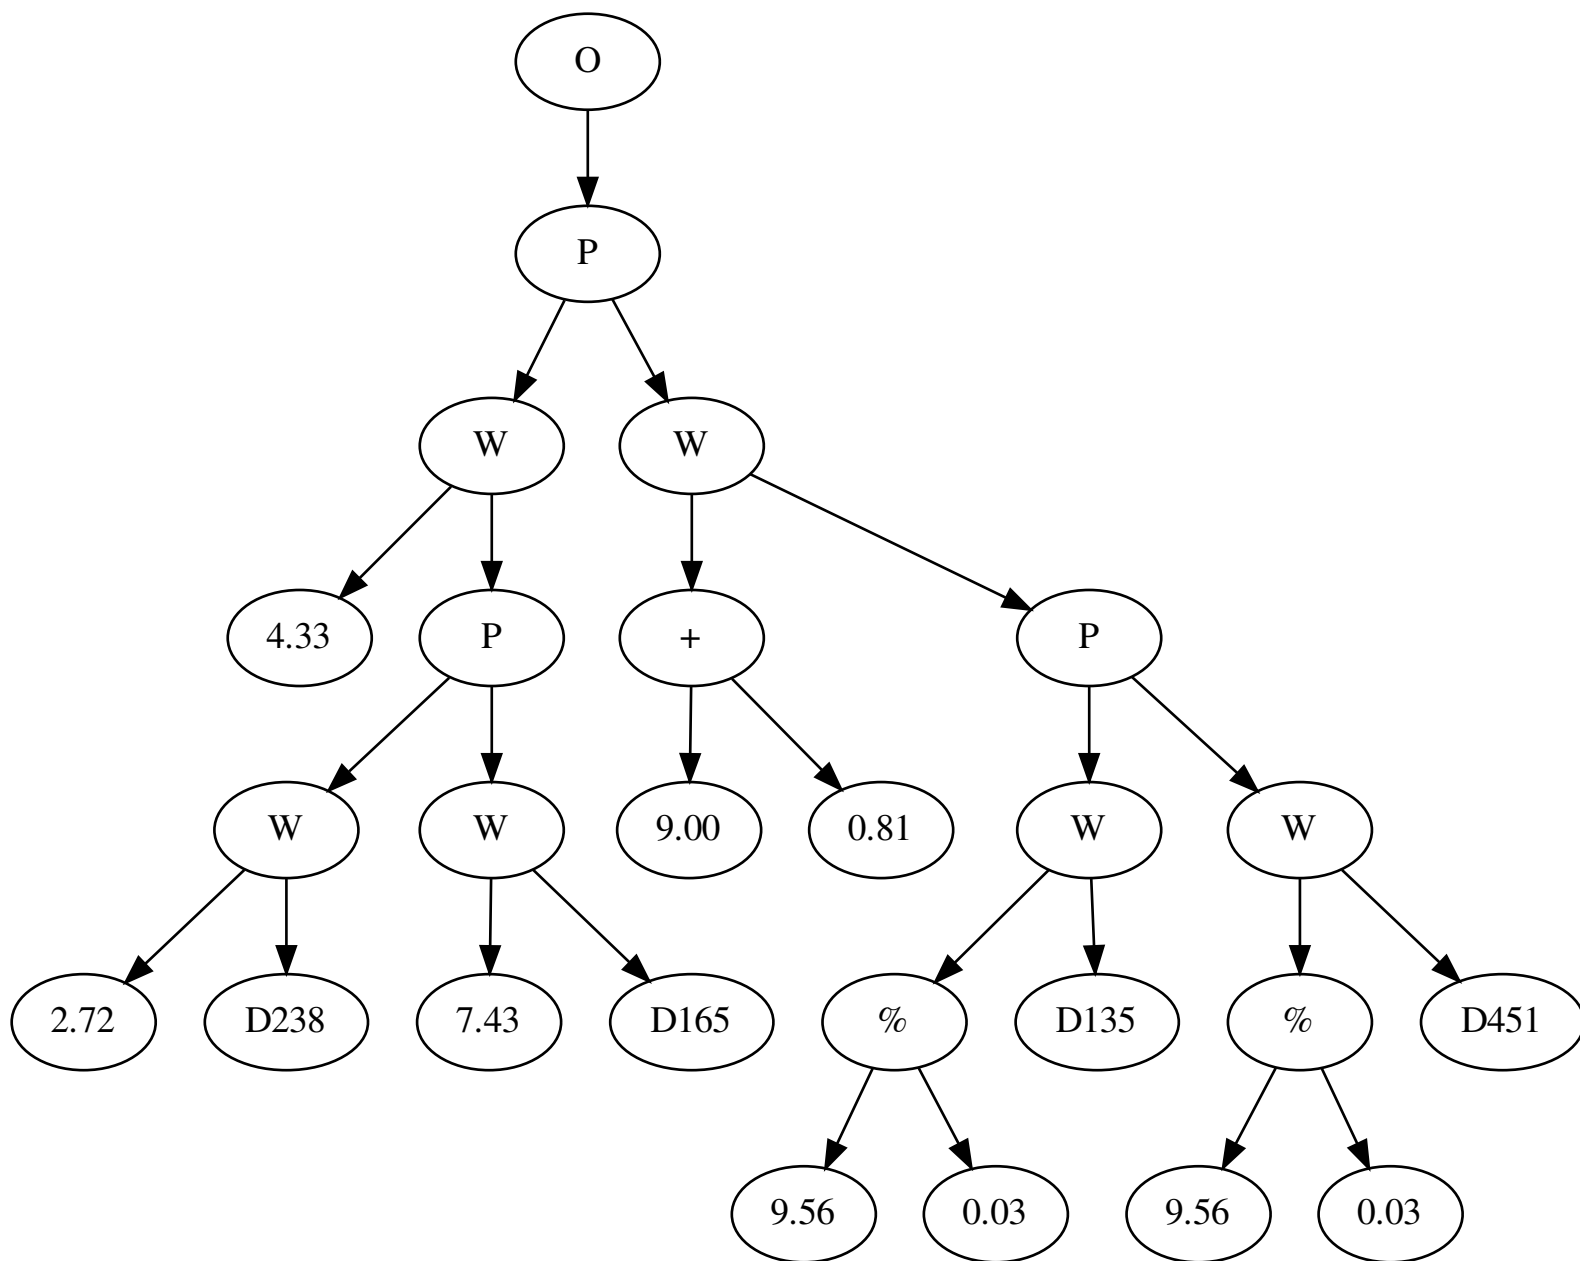 O
P
W W
4.33 P + P
W W 9.00 0.81 W W
2.72 D238 7.43 D165 % D135 % D451
9.56 0.03 9.56 0.03